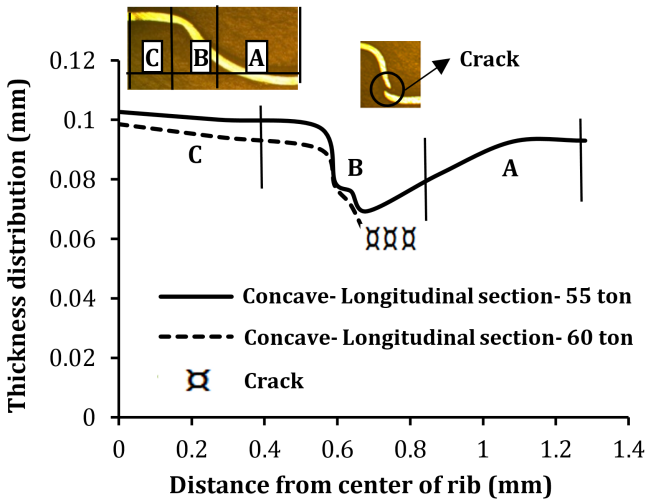 C B A
Crack
0.12
0.1
0.08
0.06
0.04
0.02
0
C
B
A
Concave- Longitudinal section- 55 ton
Concave- Longitudinal section- 60 ton
Crack
0 0.2 0.4 0.6 0.8 1 1.2 1.4
Distance from center of rib (mm)
Thickness distribution (mm)